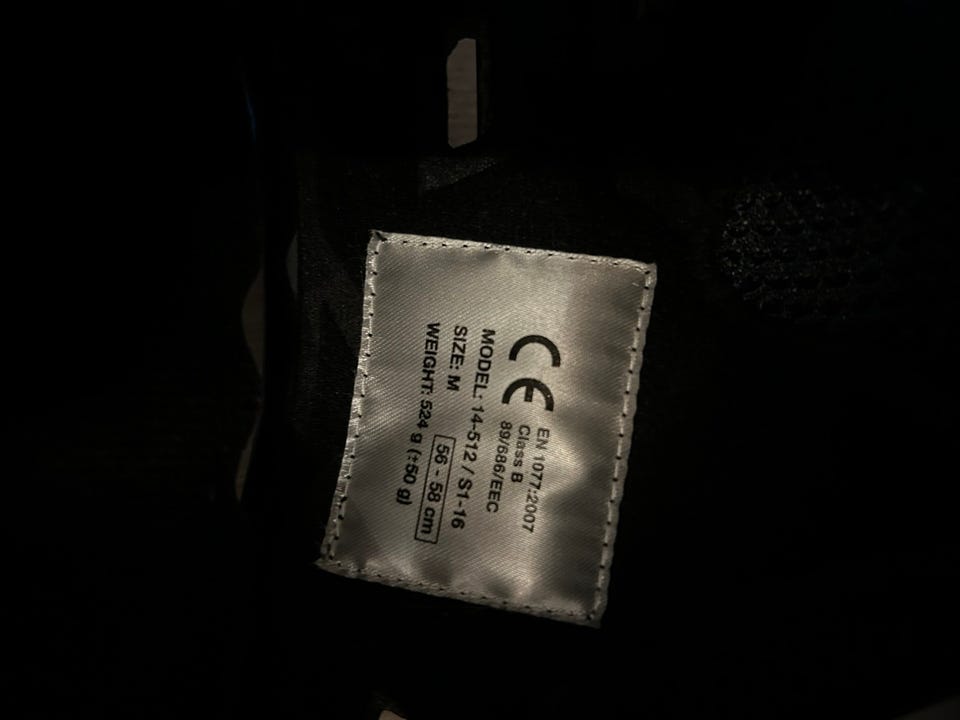 CE
EN 1077:2007
Class B
89/686/EEC
MODEL: 14-512 / S1-16
SIZE: M 56 - 58 cm
WEIGHT: 524 g (±50 g)